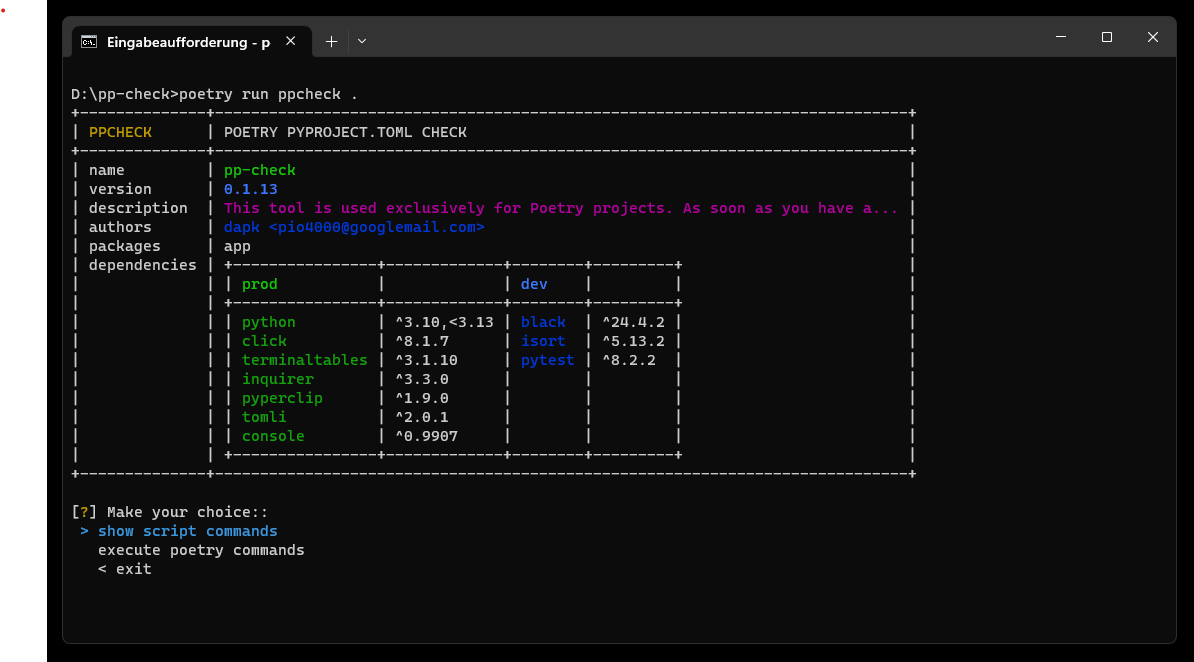 Eingabeaufforderung - p
D:\pp-check>poetry run ppcheck .
PPCHECK POETRY PYPROJECT.TOML CHECK
name pp-check
version 0.1.13
description This tool is used exclusively for Poetry projects. As soon as you have a...
authors dapk <pio4000@googlemail.com>
packages app
dependencies
prod dev
python ^3.10,<3.13 black ^24.4.2
click ^8.1.7 isort ^5.13.2
terminaltables ^3.1.10 pytest ^8.2.2
inquirer ^3.3.0
pyperclip ^1.9.0
tomli ^2.0.1
console ^0.9907
[?] Make your choice::
> show script commands
execute poetry commands
< exit